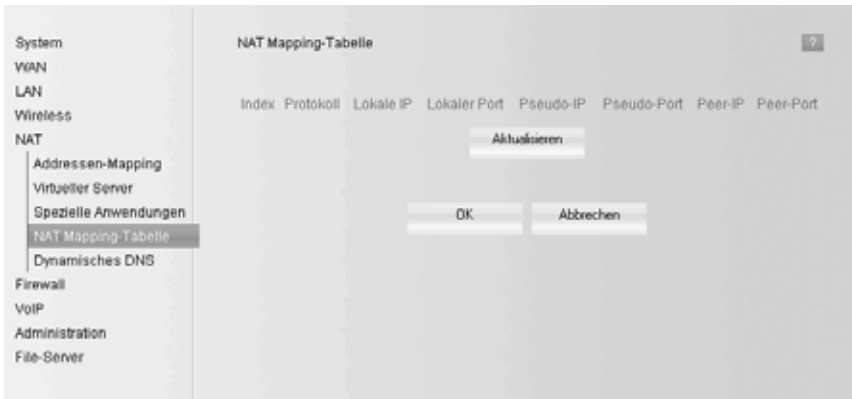 System
WAN
LAN
Wireless
NAT
Addressen-Mapping
Virtueller Server
Spezielle Anwendungen
NAT Mapping-Tabelle
Dynamisches DNS
Firewall
VoIP
Administration
File-Server
NAT Mapping-Tabelle
?
Index Protokoll Lokale IP Lokaler Port Pseudo-IP Pseudo-Port Peer-IP Peer-Port
Aktualisieren
OK Abbrechen